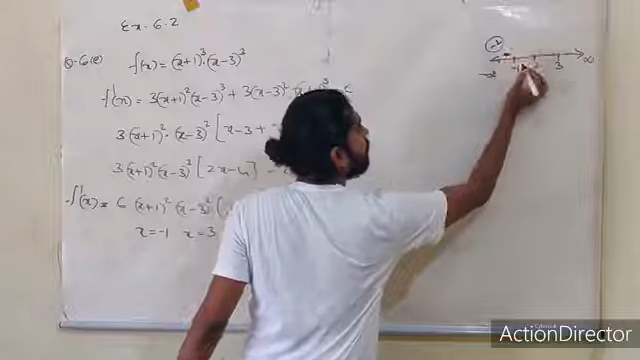 Ex. 6.2
Q-6(e) f(x) = (x+1)³·(x-3)³
f'(x) = 3(x+1)²(x-3)³ + 3(x-3)²
3(x+1)²·(x-3)² [x-3+
3(x+1)²(x-3)² [2x-4]
f'(x) = 6 (x+1)² (x-3)² (
x=-1 x=3
-∞ -1 3 ∞
ActionDirector